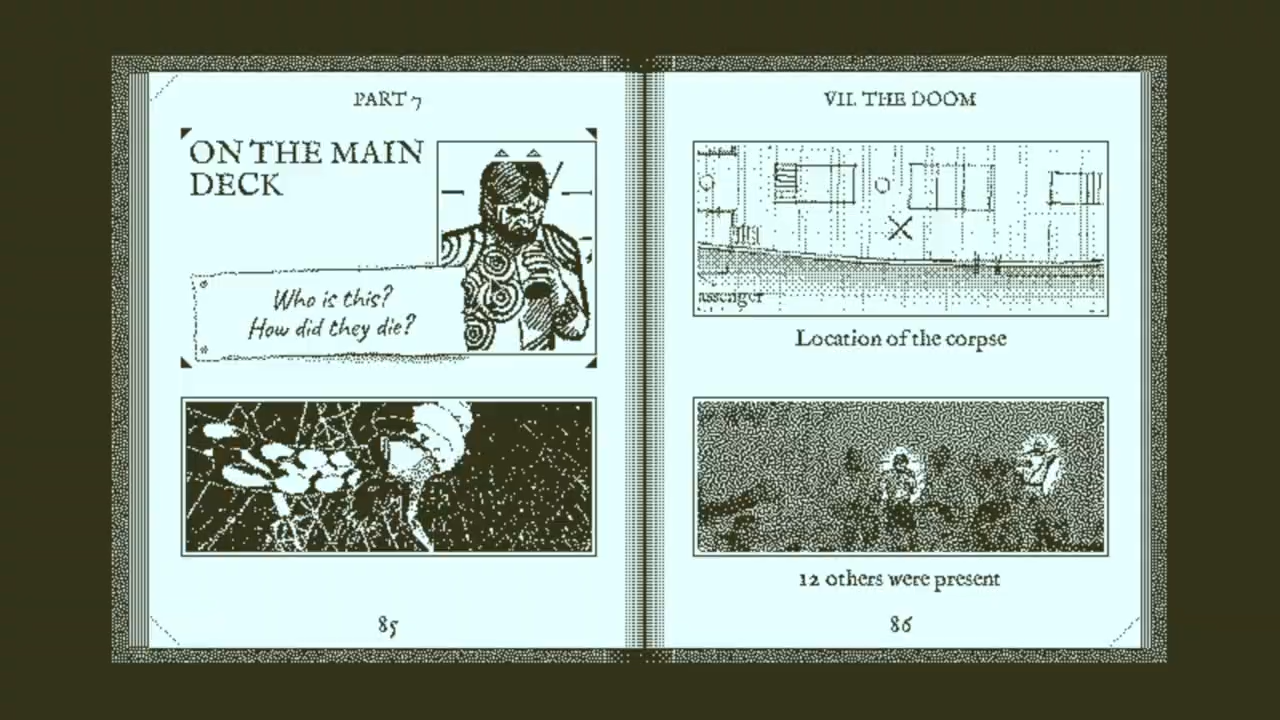 PART 7
ON THE MAIN
DECK
Who is this?
How did they die?
85
VII. THE DOOM
assenger
Location of the corpse
12 others were present
86